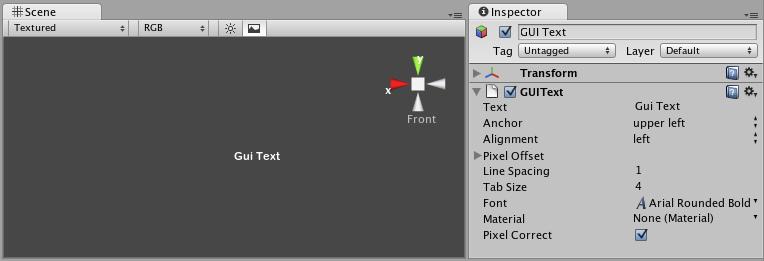 Scene
Textured RGB
y
x
Front
Gui Text
Inspector
GUI Text
Tag Untagged Layer Default
Transform
GUIText
Text Gui Text
Anchor upper left
Alignment left
Pixel Offset
Line Spacing 1
Tab Size 4
Font Arial Rounded Bold
Material None (Material)
Pixel Correct